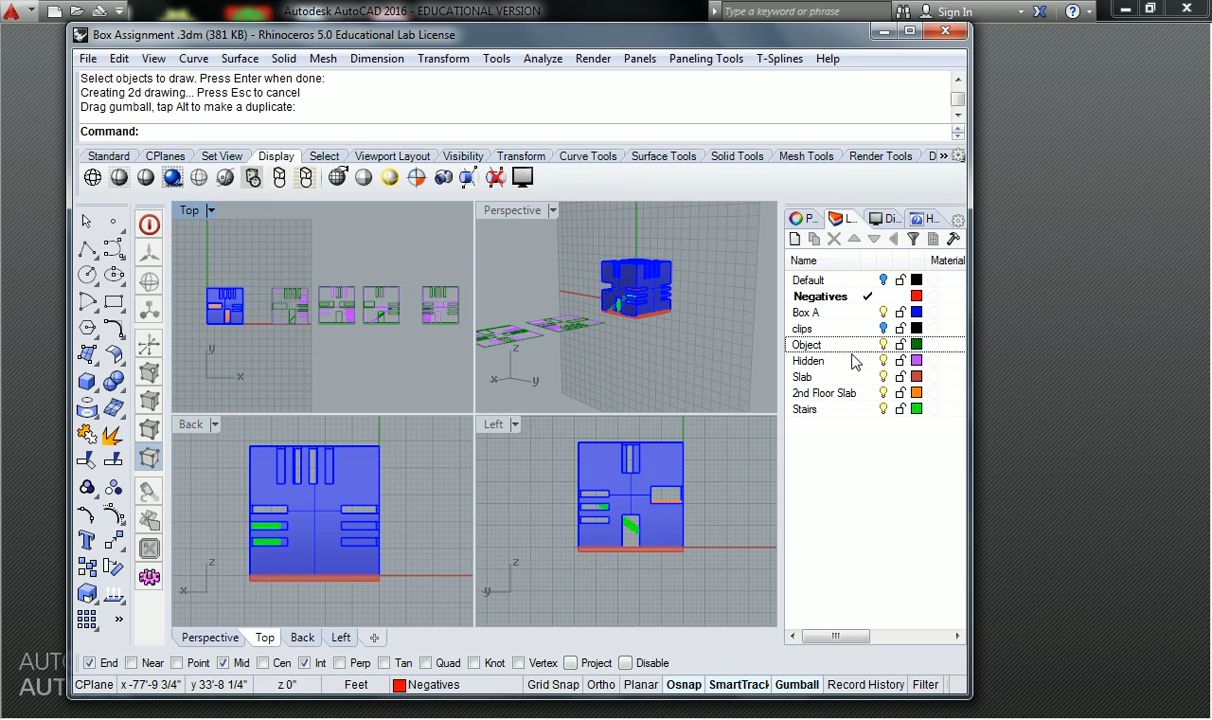 Autodesk AutoCAD 2016 - EDUCATIONAL VERSION
Type a keyword or phrase
Sign In
Box Assignment .3dm (381 KB) - Rhinoceros 5.0 Educational Lab License
File Edit View Curve Surface Solid Mesh Dimension Transform Tools Analyze Render Panels Paneling Tools T-Splines Help
Select objects to draw. Press Enter when done:
Creating 2d drawing... Press Esc to cancel
Drag gumball, tap Alt to make a duplicate:
Command:
Standard CPlanes Set View Display Select Viewport Layout Visibility Transform Curve Tools Surface Tools Solid Tools Mesh Tools Render Tools D »
Top Perspective
P... L... Di... H...
Name Material
Default
Negatives
Box A
clips
Object
Hidden
Slab
2nd Floor Slab
Stairs
y
x
z
x y
Back Left
z
x
z
y
Perspective Top Back Left
End Near Point Mid Cen Int Perp Tan Quad Knot Vertex Project Disable
CPlane x -77'-9 3/4" y 33'-8 1/4" z 0" Feet Negatives Grid Snap Ortho Planar Osnap SmartTrack Gumball Record History Filter
AUTO
AUT